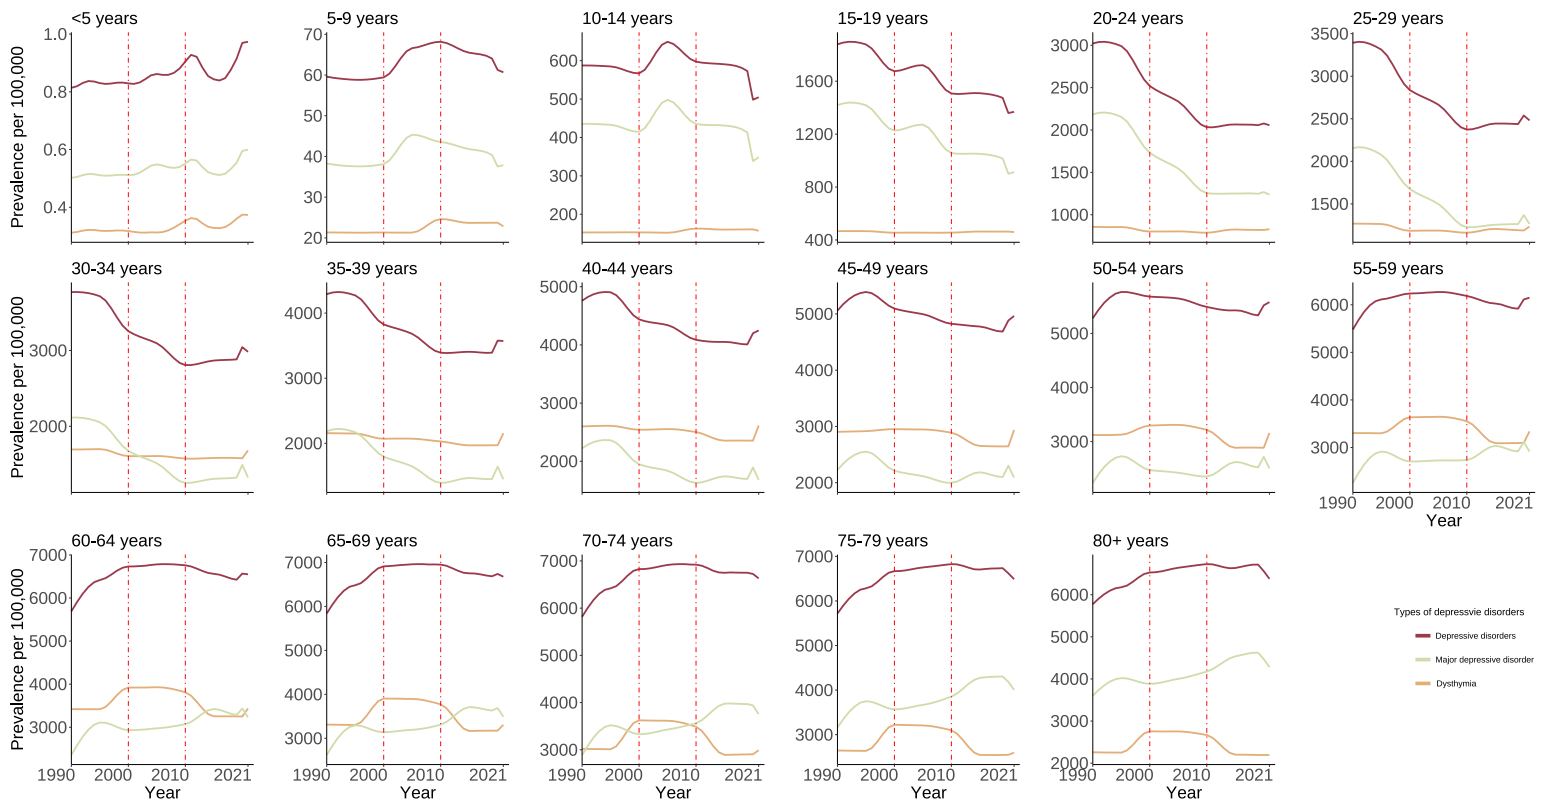 <5 years
5-9 years
10-14 years
15-19 years
20-24 years
25-29 years
Prevalence per 100,000
1.0
0.8
0.6
0.4
70
60
50
40
30
20
600
500
400
300
200
1600
1200
800
400
3000
2500
2000
1500
1000
3500
3000
2500
2000
1500
30-34 years
35-39 years
40-44 years
45-49 years
50-54 years
55-59 years
Prevalence per 100,000
3000
2000
4000
3000
2000
5000
4000
3000
2000
5000
4000
3000
2000
5000
4000
3000
6000
5000
4000
3000
1990 2000 2010 2021
Year
60-64 years
65-69 years
70-74 years
75-79 years
80+ years
Prevalence per 100,000
7000
6000
5000
4000
3000
1990 2000 2010 2021
Year
7000
6000
5000
4000
3000
1990 2000 2010 2021
Year
7000
6000
5000
4000
3000
1990 2000 2010 2021
Year
7000
6000
5000
4000
3000
1990 2000 2010 2021
Year
6000
5000
4000
3000
2000
1990 2000 2010 2021
Year
Types of depressvie disorders
Depressive disorders
Major depressive disorder
Dysthymia